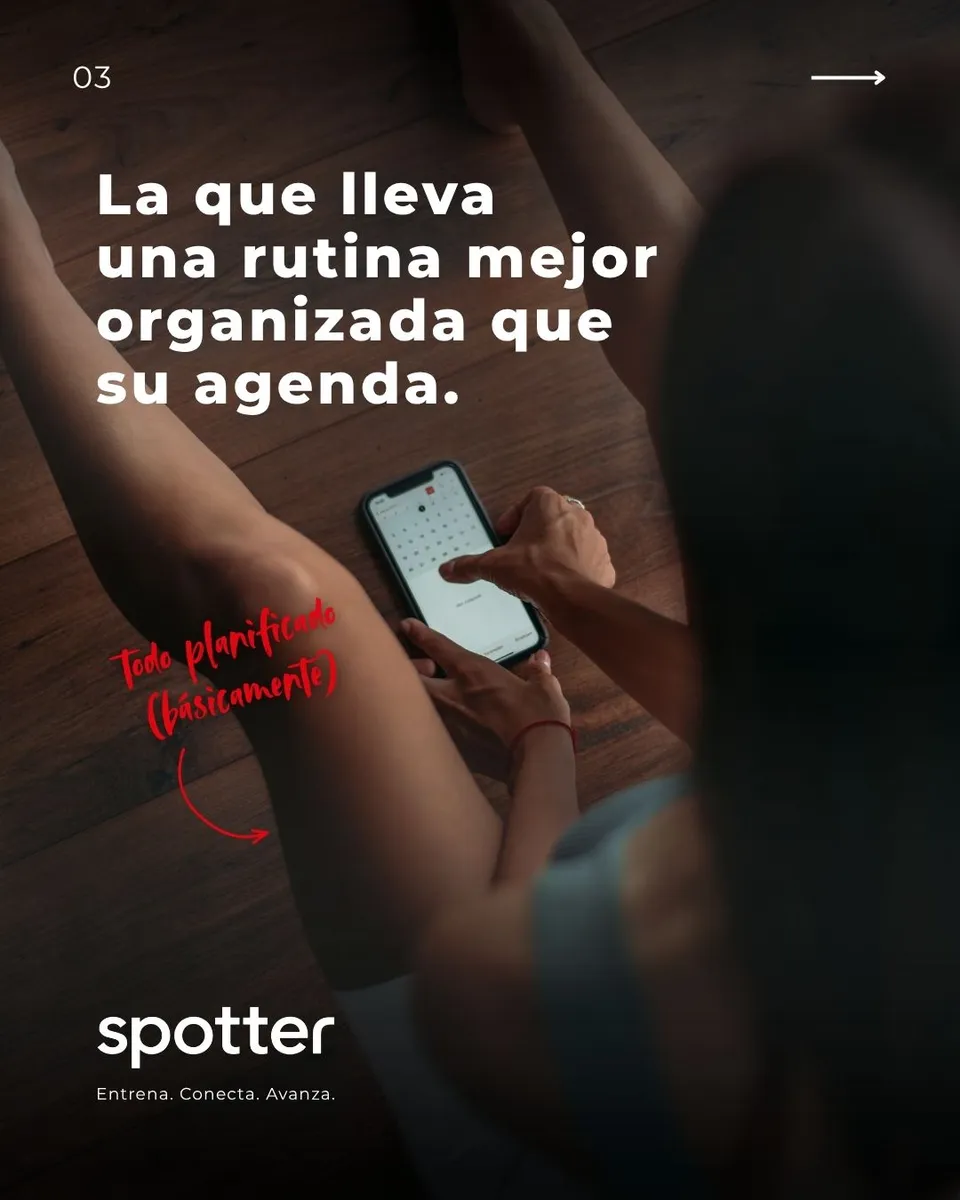 03
La que lleva
una rutina mejor
organizada que
su agenda.
Todo planificado
(básicamente)
spotter
Entrena. Conecta. Avanza.